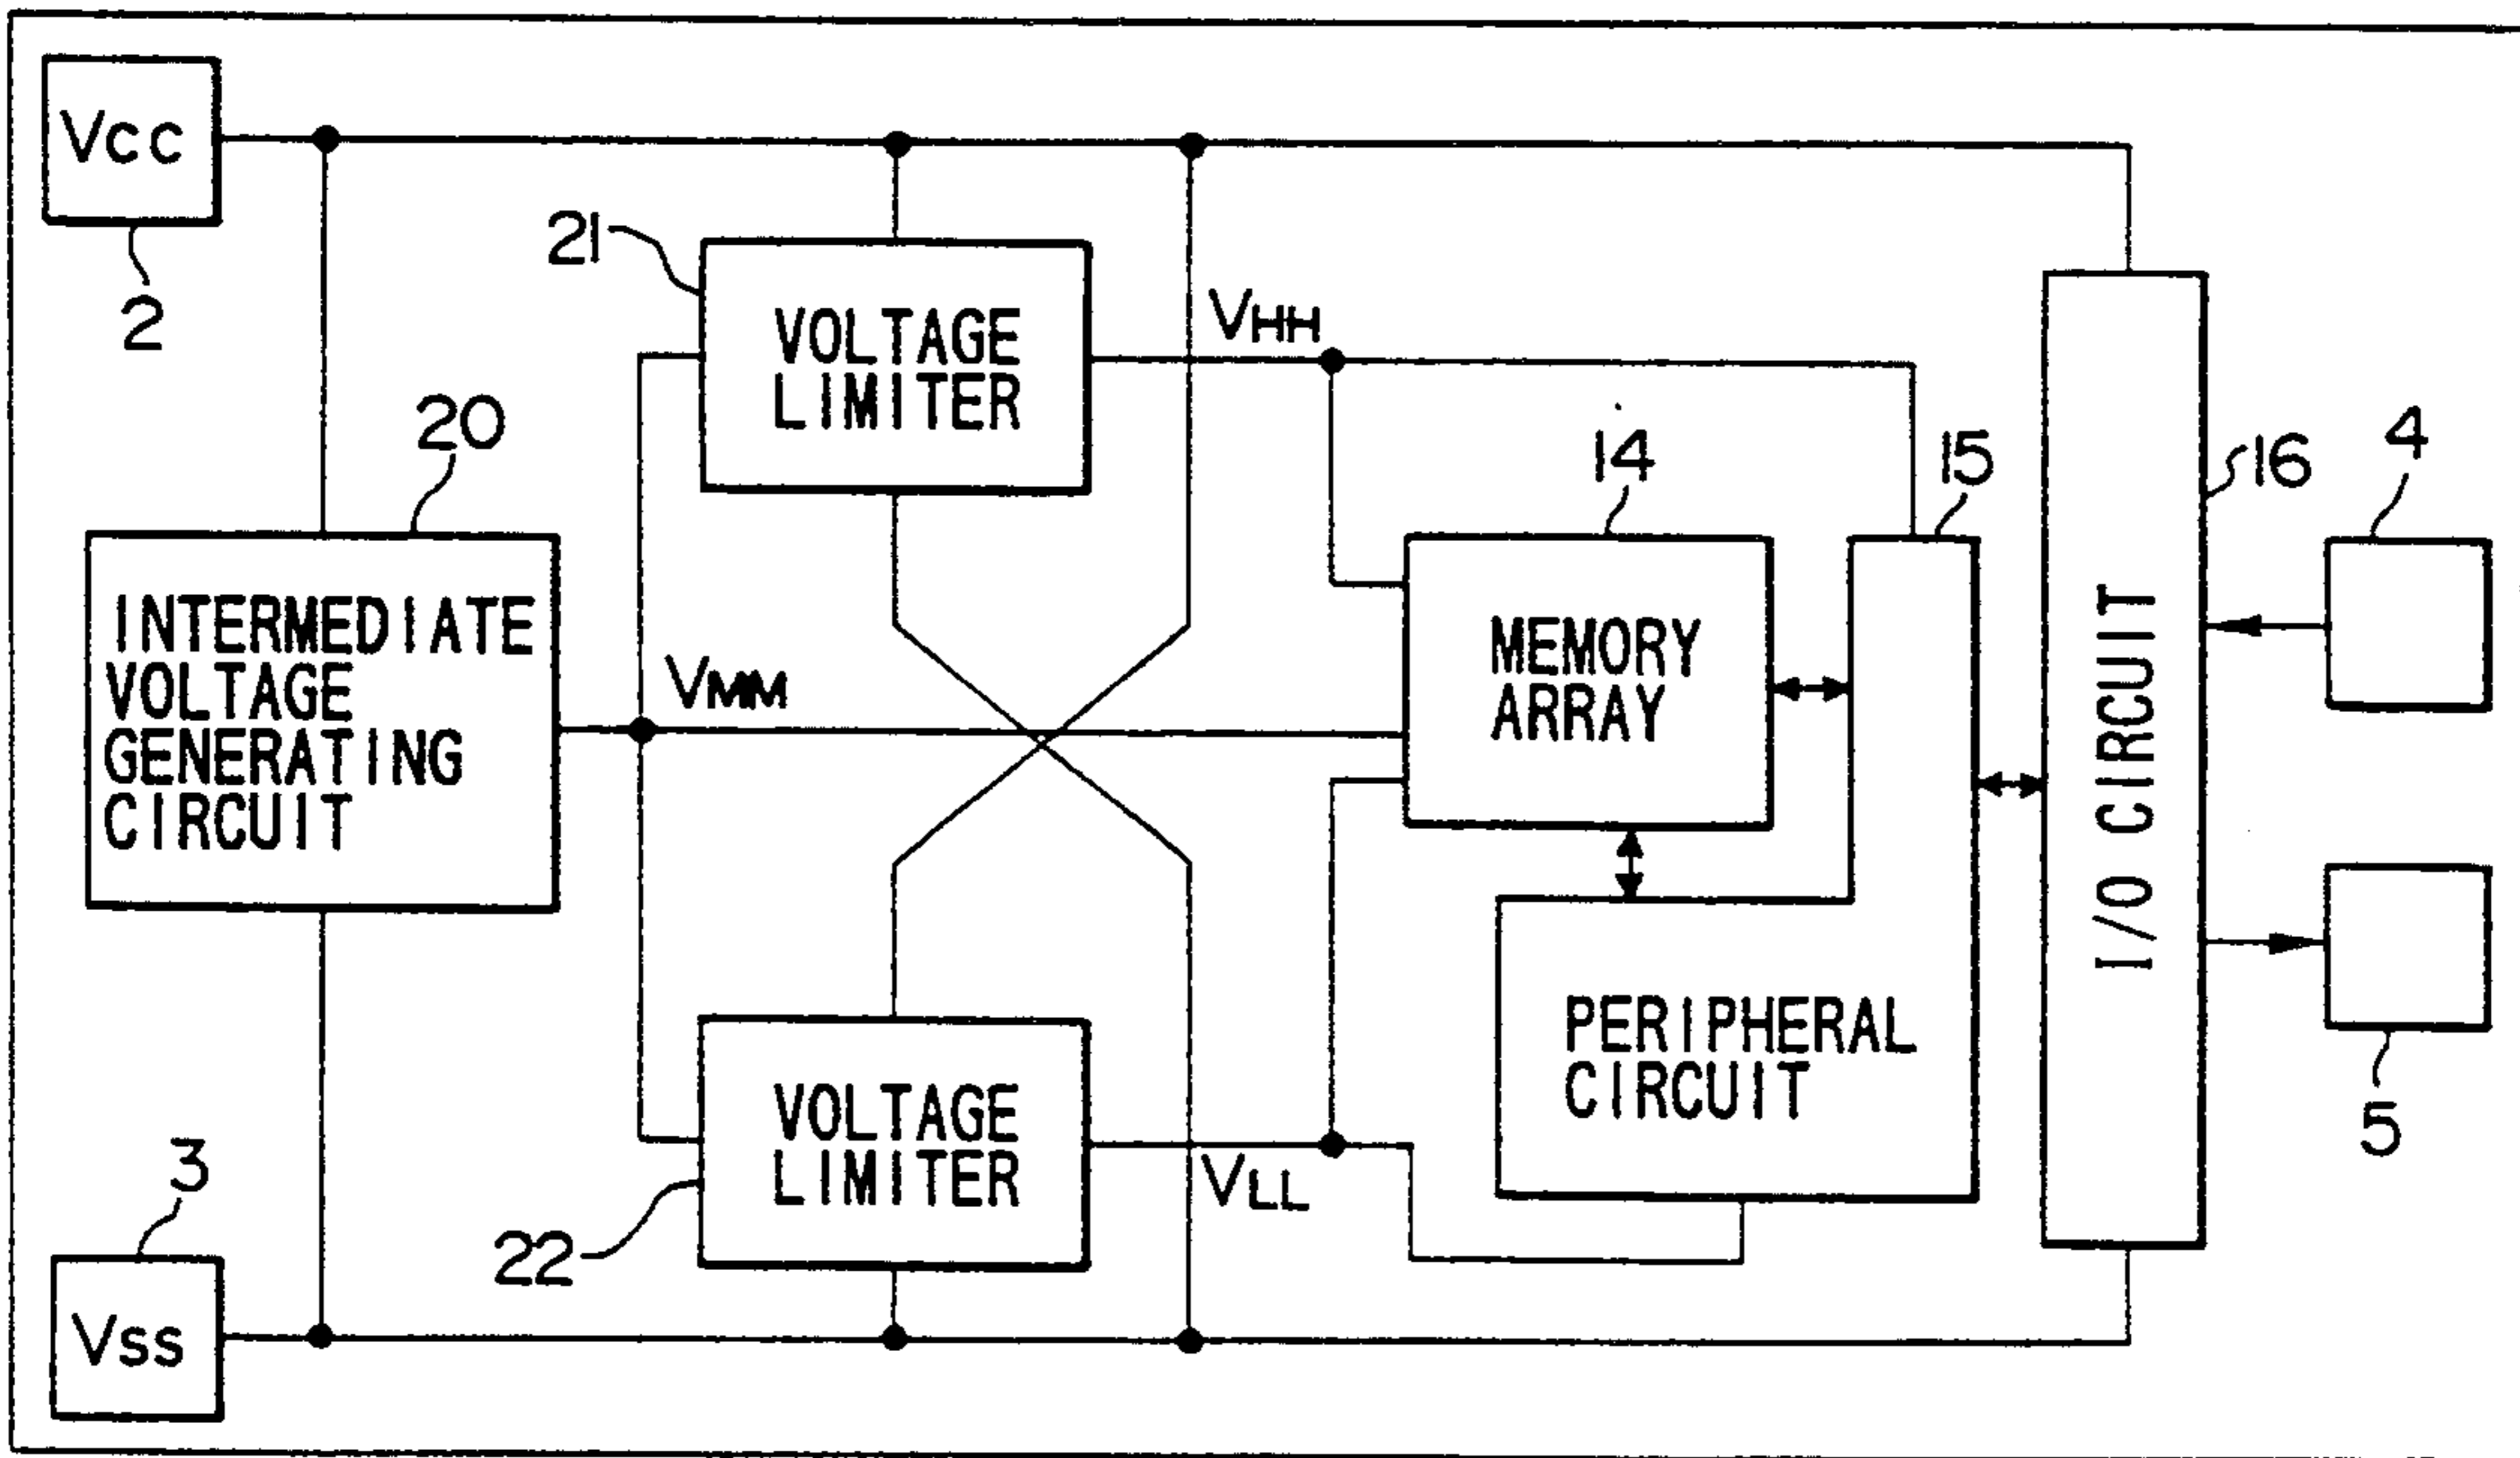 VCC
2
21
VOLTAGE
LIMITER
VHH
20
14
15
16
4
INTERMEDIATE
VOLTAGE
GENERATING
CIRCUIT
VMM
MEMORY
ARRAY
I/O CIRCUIT
PERIPHERAL
CIRCUIT
5
3
VOLTAGE
LIMITER
VLL
22
VSS